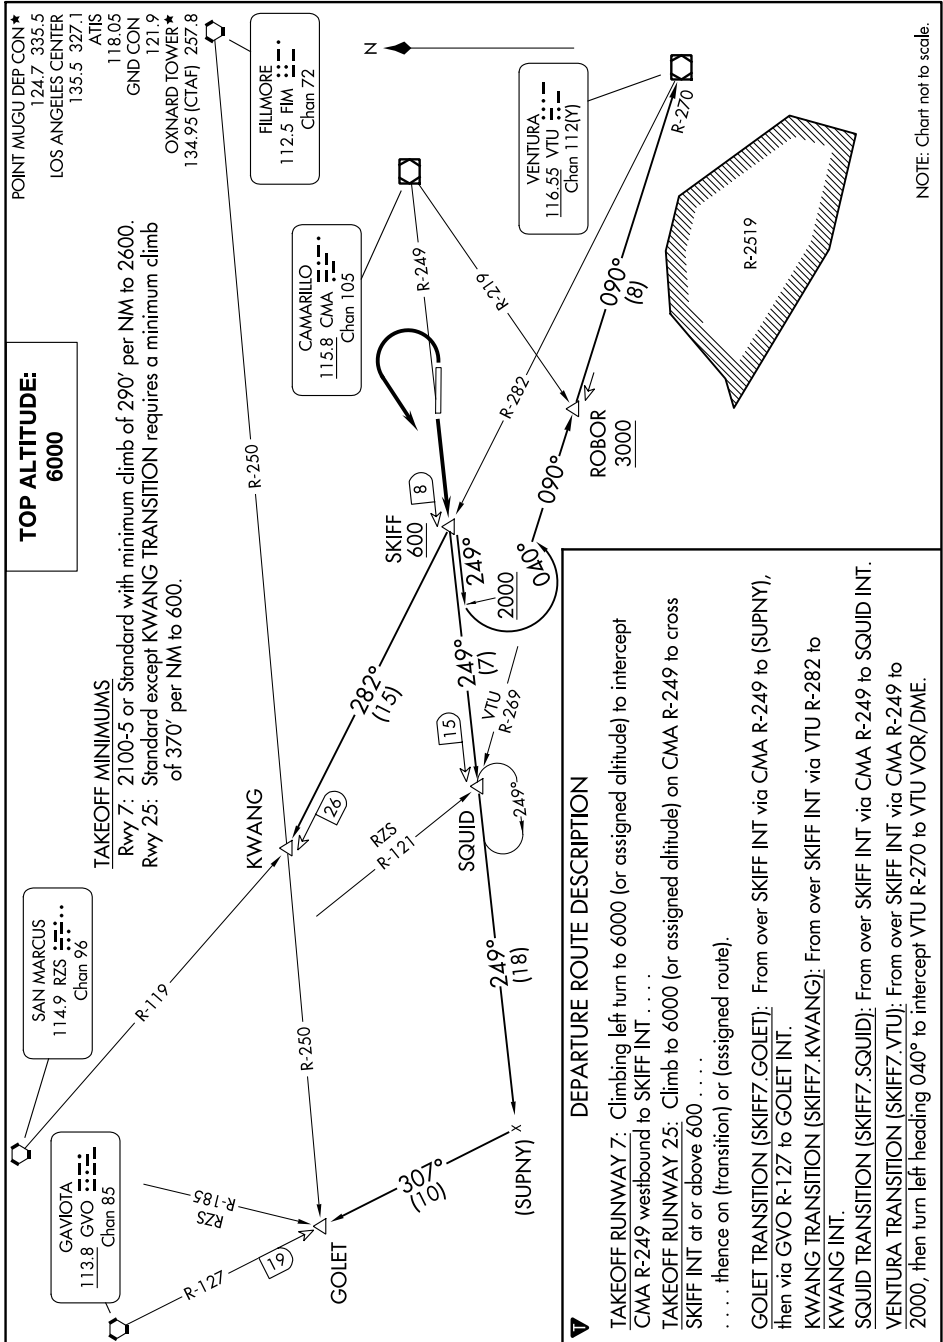 POINT MUGU DEP CON ★
124.7 335.5
LOS ANGELES CENTER
135.5 327.1
ATIS
118.05
GND CON
121.9
OXNARD TOWER ★
134.95 (CTAF) 257.8
TOP ALTITUDE:
6000
TAKEOFF MINIMUMS
Rwy 7: 2100-5 or Standard with minimum climb of 290' per NM to 2600.
Rwy 25: Standard except KWANG TRANSITION requires a minimum climb
of 370' per NM to 600.
FILLMORE
112.5 FIM
Chan 72
N
CAMARILLO
115.8 CMA
Chan 105
VENTURA
116.55 VTU
Chan 112(Y)
SAN MARCUS
114.9 RZS
Chan 96
GAVIOTA
113.8 GVO
Chan 85
R-250
R-250
R-119
R-127
RZS
R-185
19
GOLET
307°
(10)
(SUPNY)
249°
(18)
KWANG
26
282°
(15)
RZS
R-121
SQUID
15
249°
VTU
R-269
249°
(7)
SKIFF
600
8
249°
2000
040°
090°
ROBOR
3000
090°
(8)
R-249
R-219
R-282
R-270
R-2519
NOTE: Chart not to scale.
T
DEPARTURE ROUTE DESCRIPTION
TAKEOFF RUNWAY 7: Climbing left turn to 6000 (or assigned altitude) to intercept
CMA R-249 westbound to SKIFF INT . . . .
TAKEOFF RUNWAY 25: Climb to 6000 (or assigned altitude) on CMA R-249 to cross
SKIFF INT at or above 600 . . . .
. . . . thence on (transition) or (assigned route).
GOLET TRANSITION (SKIFF7.GOLET): From over SKIFF INT via CMA R-249 to (SUPNY),
then via GVO R-127 to GOLET INT.
KWANG TRANSITION (SKIFF7.KWANG): From over SKIFF INT via VTU R-282 to
KWANG INT.
SQUID TRANSITION (SKIFF7.SQUID): From over SKIFF INT via CMA R-249 to SQUID INT.
VENTURA TRANSITION (SKIFF7.VTU): From over SKIFF INT via CMA R-249 to
2000, then turn left heading 040° to intercept VTU R-270 to VTU VOR/DME.